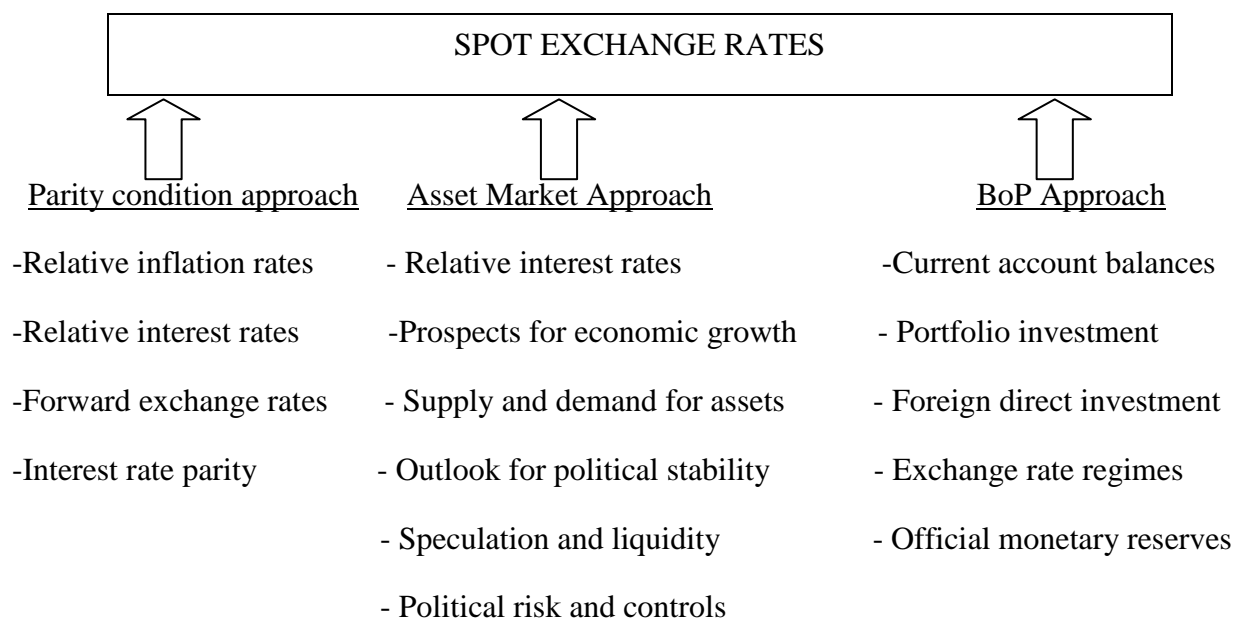 SPOT EXCHANGE RATES
Parity condition approach
-Relative inflation rates
-Relative interest rates
-Forward exchange rates
-Interest rate parity
Asset Market Approach
- Relative interest rates
-Prospects for economic growth
- Supply and demand for assets
- Outlook for political stability
- Speculation and liquidity
- Political risk and controls
BoP Approach
-Current account balances
- Portfolio investment
- Foreign direct investment
- Exchange rate regimes
- Official monetary reserves